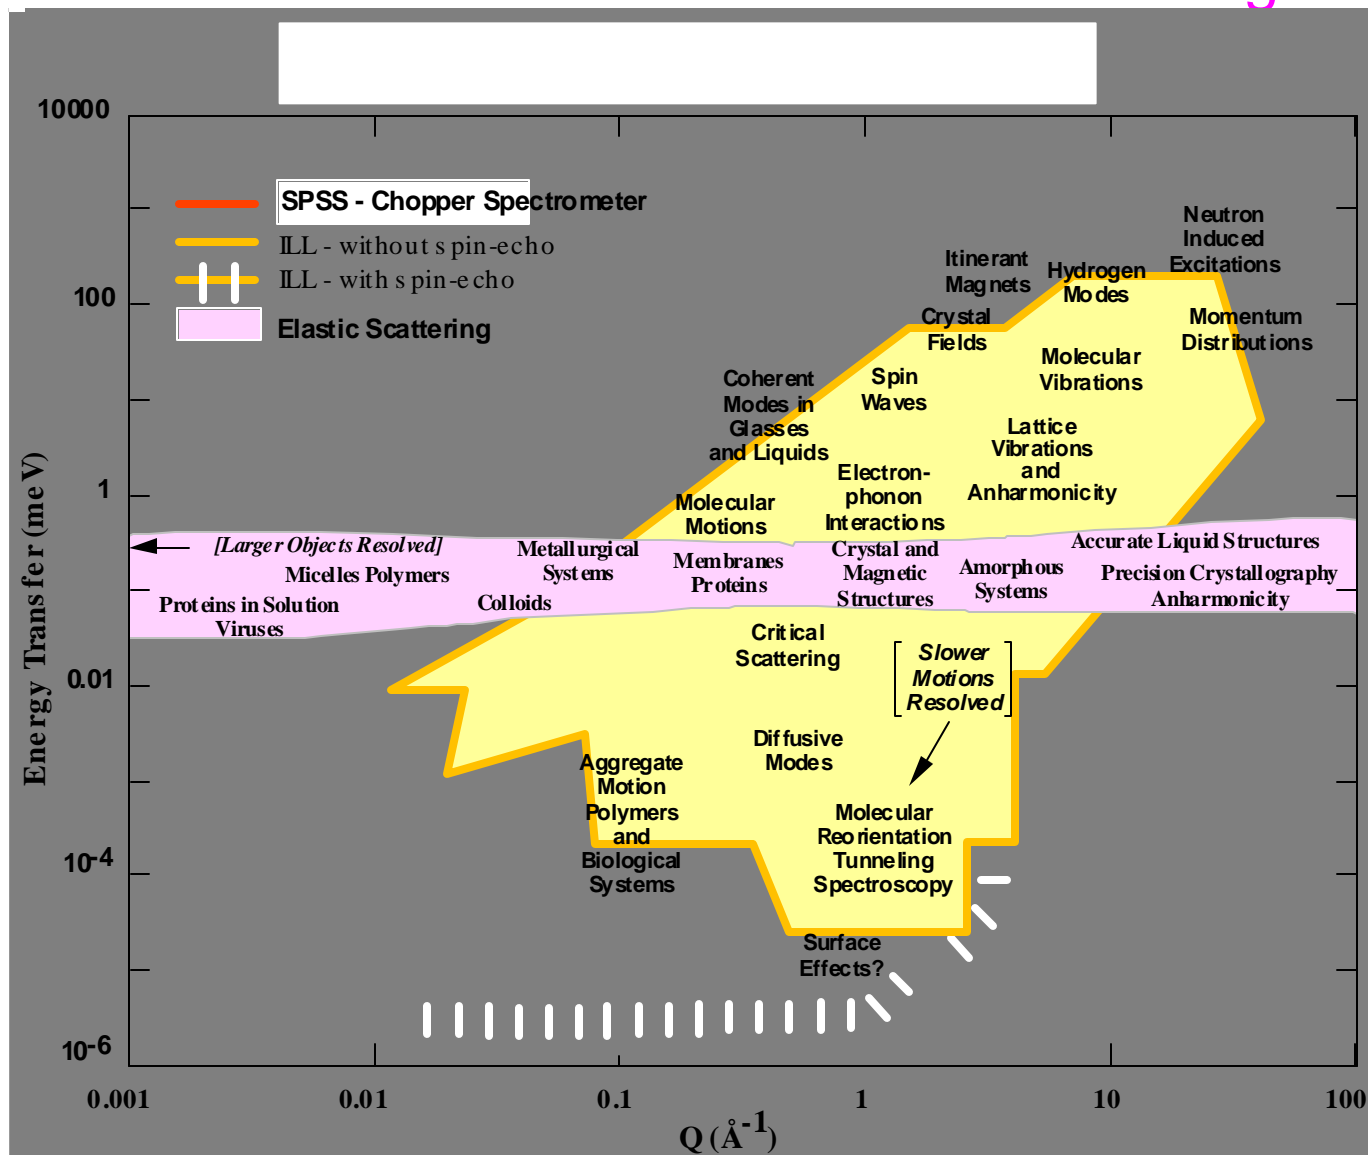 10000
100
1
0.01
10-4
10-6
Energy Transfer (meV)
SPSS - Chopper Spectrometer
ILL - without spin-echo
ILL - with spin-echo
Elastic Scattering
Neutron
Induced
Excitations
Itinerant
Magnets
Hydrogen
Modes
Crystal
Fields
Momentum
Distributions
Molecular
Vibrations
Spin
Waves
Coherent
Modes in
Glasses
and Liquids
Lattice
Vibrations
and
Anharmonicity
Electron-
phonon
Interactions
Molecular
Motions
[Larger Objects Resolved]
Micelles Polymers
Proteins in Solution
Viruses
Metallurgical
Systems
Colloids
Membranes
Proteins
Crystal and
Magnetic
Structures
Amorphous
Systems
Accurate Liquid Structures
Precision Crystallography
Anharmonicity
Critical
Scattering
Slower
Motions
Resolved
Diffusive
Modes
Aggregate
Motion
Polymers
and
Biological
Systems
Molecular
Reorientation
Tunneling
Spectroscopy
Surface
Effects?
0.001
0.01
0.1
1
10
100
Q (Å-1)